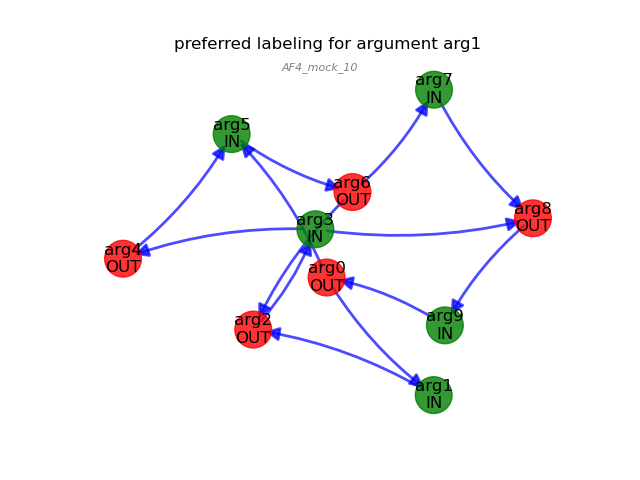 preferred labeling for argument arg1
AF4_mock_10
arg7
IN
arg5
IN
arg6
OUT
arg8
OUT
arg3
IN
arg4
OUT
arg0
OUT
arg2
OUT
arg9
IN
arg1
IN